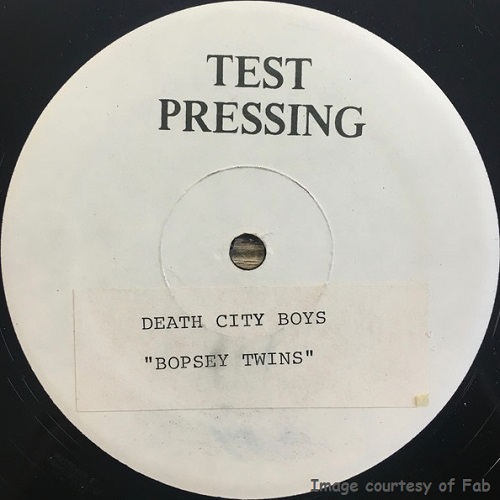 TEST
PRESSING
DEATH CITY BOYS
"BOPSEY TWINS"
Image courtesy of Fab